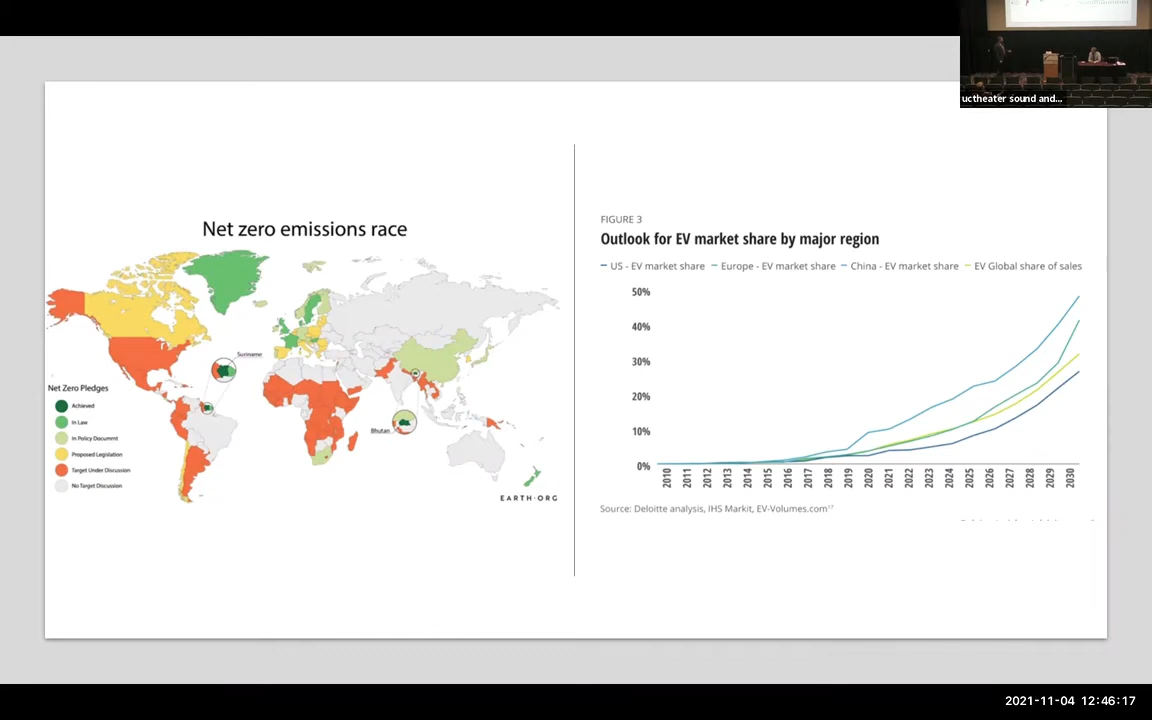 uctheater sound and...
Net zero emissions race
Suriname
Net Zero Pledges
Achieved
In Law
In Policy Document
Proposed Legislation
Target Under Discussion
No Target Discussion
Bhutan
EARTH·ORG
FIGURE 3
Outlook for EV market share by major region
US - EV market share Europe - EV market share China - EV market share EV Global share of sales
50%
40%
30%
20%
10%
0%
2010 2011 2012 2013 2014 2015 2016 2017 2018 2019 2020 2021 2022 2023 2024 2025 2026 2027 2028 2029 2030
Source: Deloitte analysis, IHS Markit, EV-Volumes.com¹⁷
2021-11-04 12:46:17